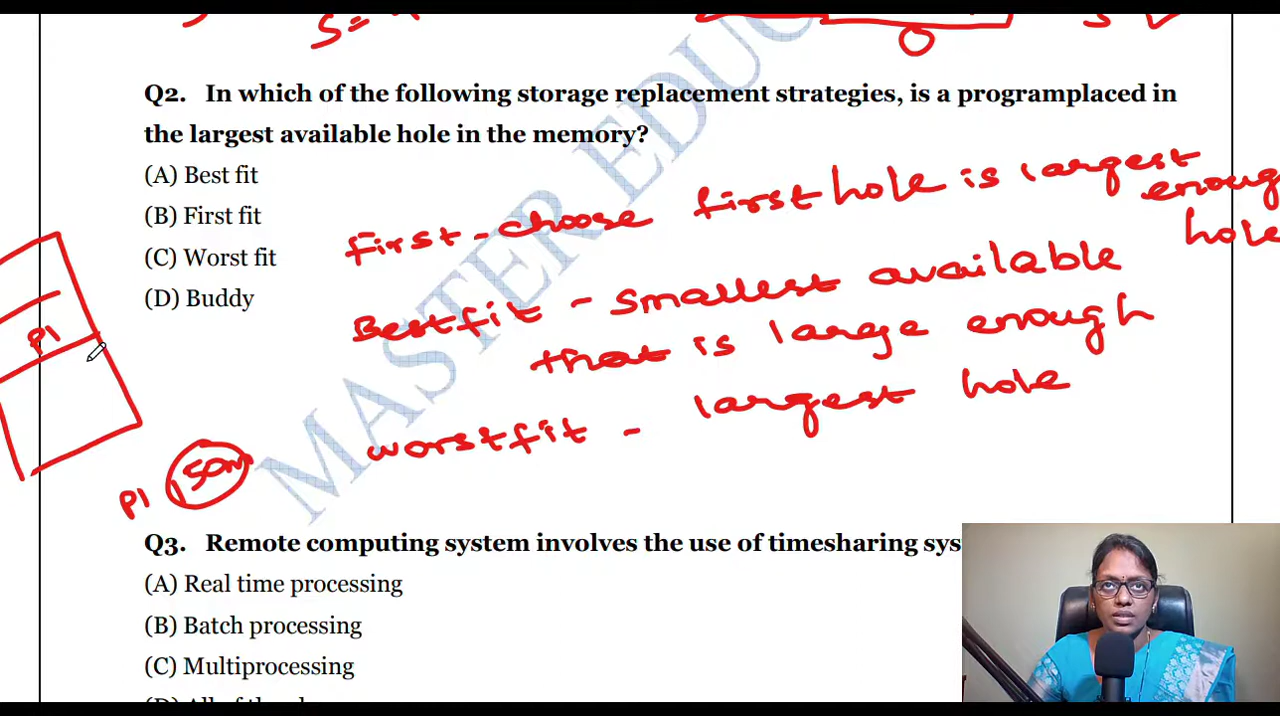 Q2. In which of the following storage replacement strategies, is a programplaced in
the largest available hole in the memory?
(A) Best fit
(B) First fit
(C) Worst fit
(D) Buddy
First - choose first hole is largest
enough
hole
Bestfit - smallest available
that is large enough
worstfit - largest hole
P1
P1 50m
MASTER EDUC
Q3. Remote computing system involves the use of timesharing sys
(A) Real time processing
(B) Batch processing
(C) Multiprocessing